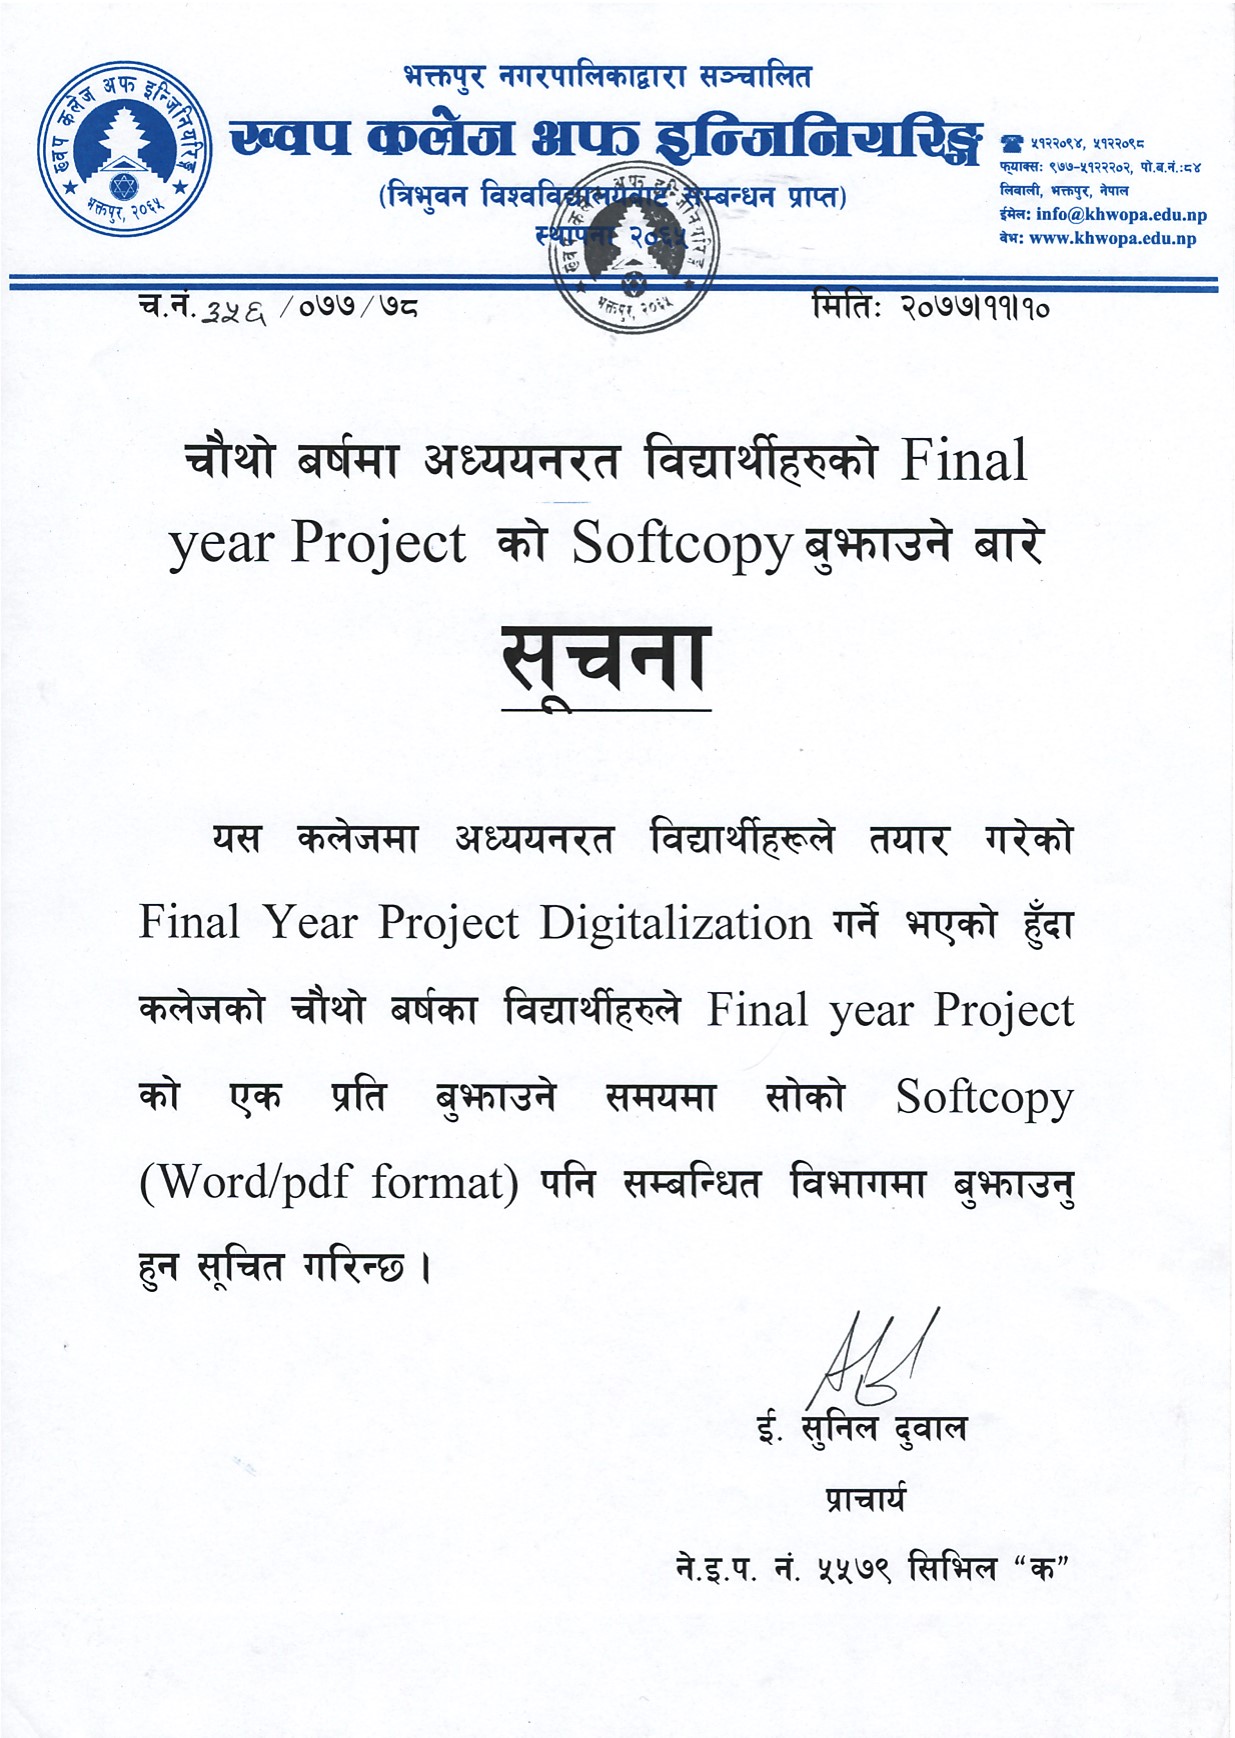 भक्तपुर नगरपालिकाद्वारा सञ्चालित
ख्वप कलेज अफ इन्जिनियरिङ्ग
(त्रिभुवन विश्वविद्यालयबाट सम्बन्धन प्राप्त)
स्थापना २०६५
ख्वप कलेज अफ इन्जिनियरिङ्ग
भक्तपुर, २०६५
☎ ५१२२०९४, ५१२२०९८
फ्याक्सः ९७७-५१२२२०२, पो.ब.नं.:८४
लिवाली, भक्तपुर, नेपाल
ईमेल: info@khwopa.edu.np
वेभ: www.khwopa.edu.np
ख्वप कलेज अफ इन्जिनियरिङ्ग
भक्तपुर, २०६५
च.नं. ३५६ /०७७/७८
मितिः २०७७।११।१०
चौथो बर्षमा अध्ययनरत विद्यार्थीहरुको Final
year Project को Softcopy बुझाउने बारे
सूचना
यस कलेजमा अध्ययनरत विद्यार्थीहरूले तयार गरेको
Final Year Project Digitalization गर्ने भएको हुँदा
कलेजको चौथो बर्षका विद्यार्थीहरुले Final year Project
को एक प्रति बुझाउने समयमा सोको Softcopy
(Word/pdf format) पनि सम्बन्धित विभागमा बुझाउनु
हुन सूचित गरिन्छ ।
ई. सुनिल दुवाल
प्राचार्य
ने.इ.प. नं. ५५७९ सिभिल “क”